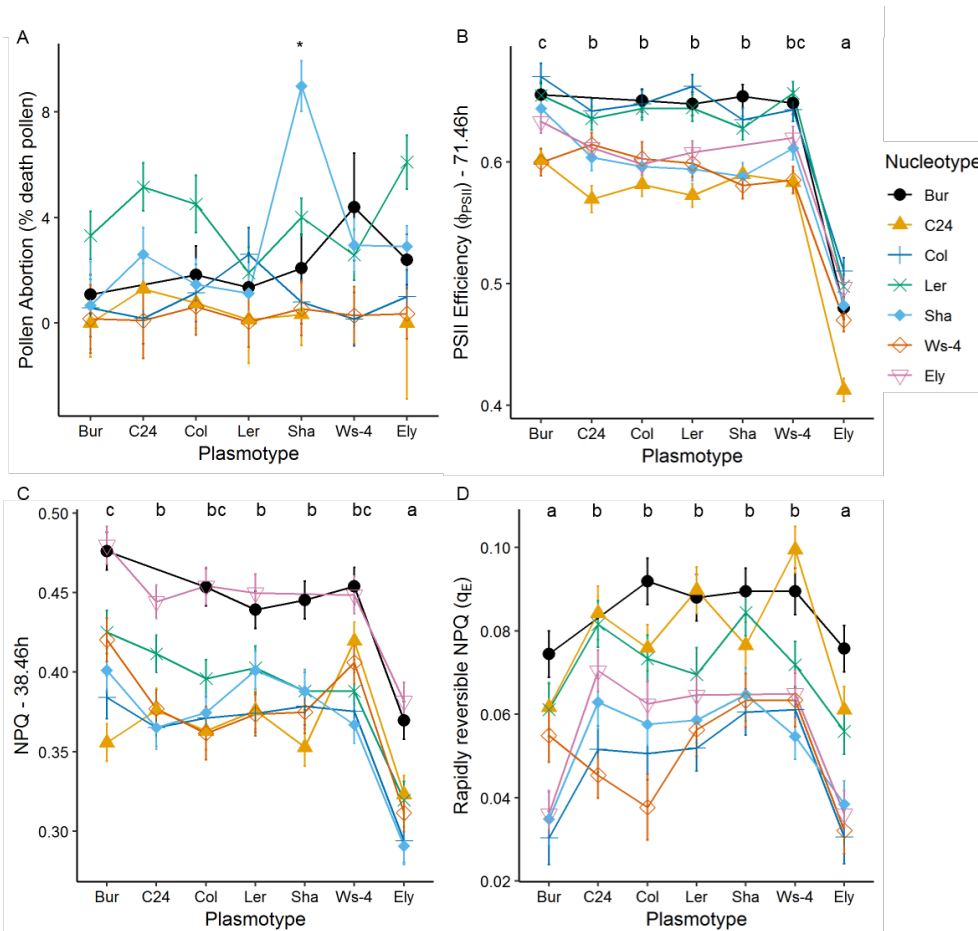 A
*
8
4
0
Pollen Abortion (% death pollen)
Bur C24 Col Ler Sha Ws-4 Ely
Plasmotype
B
c b b b b bc a
0.6
0.5
0.4
PSII Efficiency (ϕPSII) - 71.46h
Bur C24 Col Ler Sha Ws-4 Ely
Plasmotype
Nucleotype
Bur
C24
Col
Ler
Sha
Ws-4
Ely
C
c b bc b b bc a
0.50
0.45
0.40
0.35
0.30
NPQ - 38.46h
Bur C24 Col Ler Sha Ws-4 Ely
Plasmotype
D
a b b b b b a
0.10
0.08
0.06
0.04
0.02
Rapidly reversible NPQ (qE)
Bur C24 Col Ler Sha Ws-4 Ely
Plasmotype